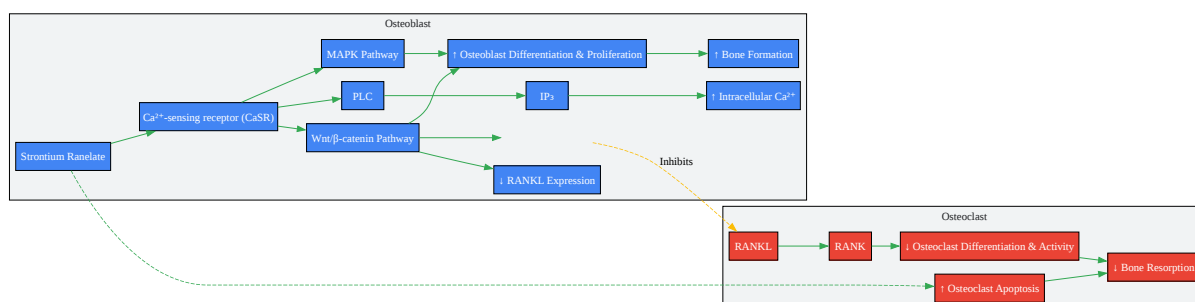 Osteoblast
MAPK Pathway
↑ Osteoblast Differentiation & Proliferation
↑ Bone Formation
PLC
IP₃
↑ Intracellular Ca²⁺
Ca²⁺-sensing receptor (CaSR)
Wnt/β-catenin Pathway
Strontium Ranelate
Inhibits
↓ RANKL Expression
Osteoclast
RANKL
RANK
↓ Osteoclast Differentiation & Activity
↓ Bone Resorption
↑ Osteoclast Apoptosis